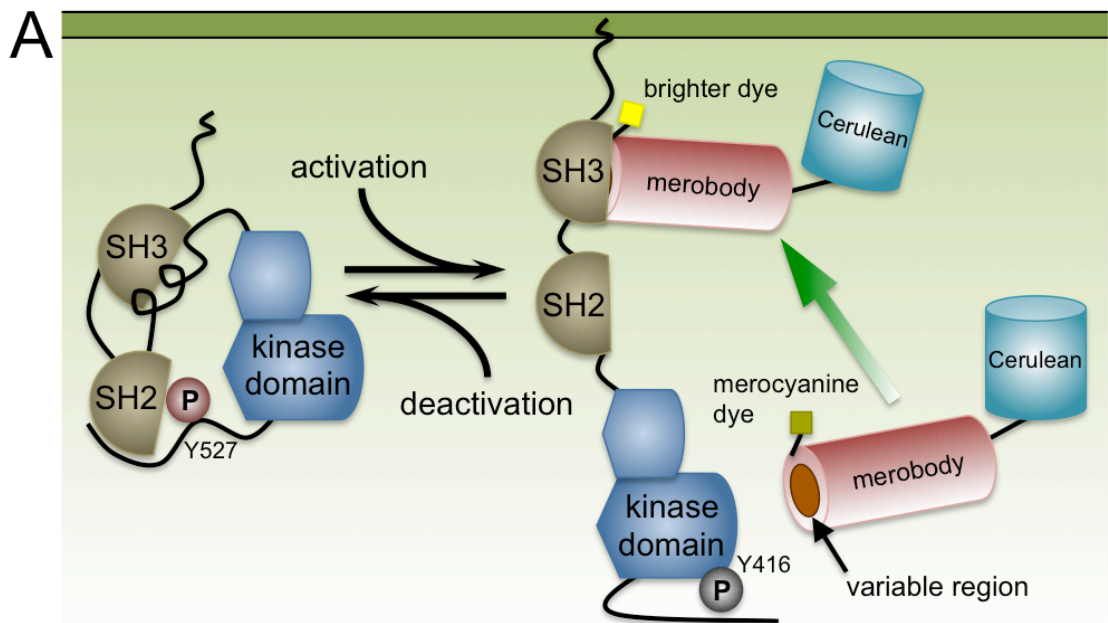 A
brighter dye
Cerulean
activation
SH3
merobody
SH3
SH2
kinase
domain
Cerulean
merocyanine
dye
SH2
P
Y527
deactivation
merobody
kinase
domain
Y416
P
variable region